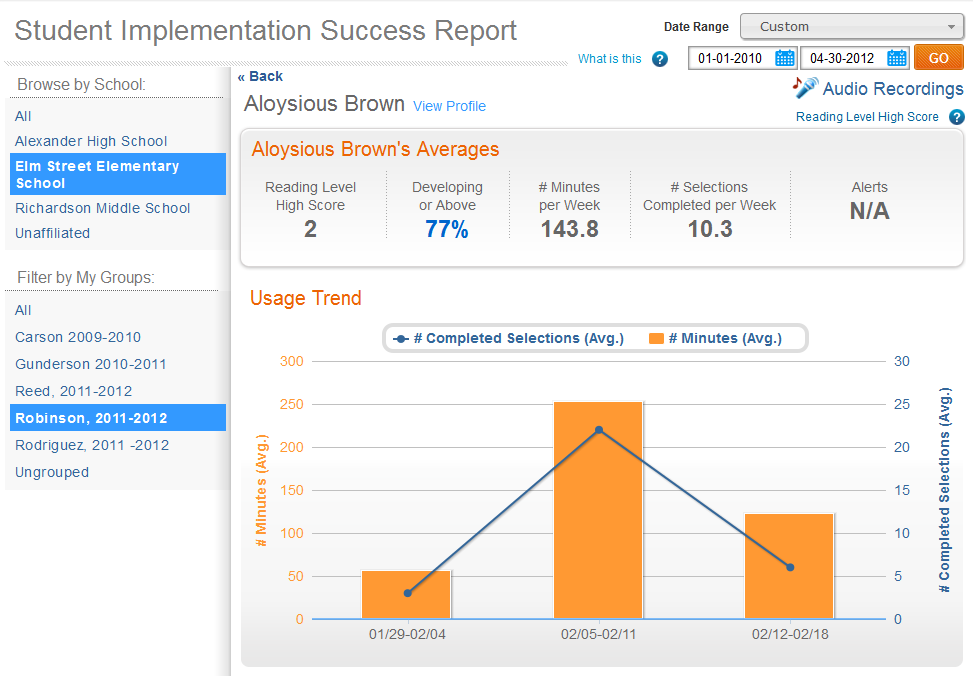 Student Implementation Success Report
Date Range
Custom
What is this ?
01-01-2010
04-30-2012
GO
Browse by School:
All
Alexander High School
Elm Street Elementary
School
Richardson Middle School
Unaffiliated
Filter by My Groups:
All
Carson 2009-2010
Gunderson 2010-2011
Reed, 2011-2012
Robinson, 2011-2012
Rodriguez, 2011 -2012
Ungrouped
« Back
Aloysious Brown View Profile
Audio Recordings
Reading Level High Score ?
Aloysious Brown's Averages
Reading Level
High Score
2
Developing
or Above
77%
# Minutes
per Week
143.8
# Selections
Completed per Week
10.3
Alerts
N/A
Usage Trend
# Completed Selections (Avg.) # Minutes (Avg.)
# Minutes (Avg.)
300
250
200
150
100
50
0
30
25
20
15
10
5
0
# Completed Selections (Avg.)
01/29-02/04 02/05-02/11 02/12-02/18